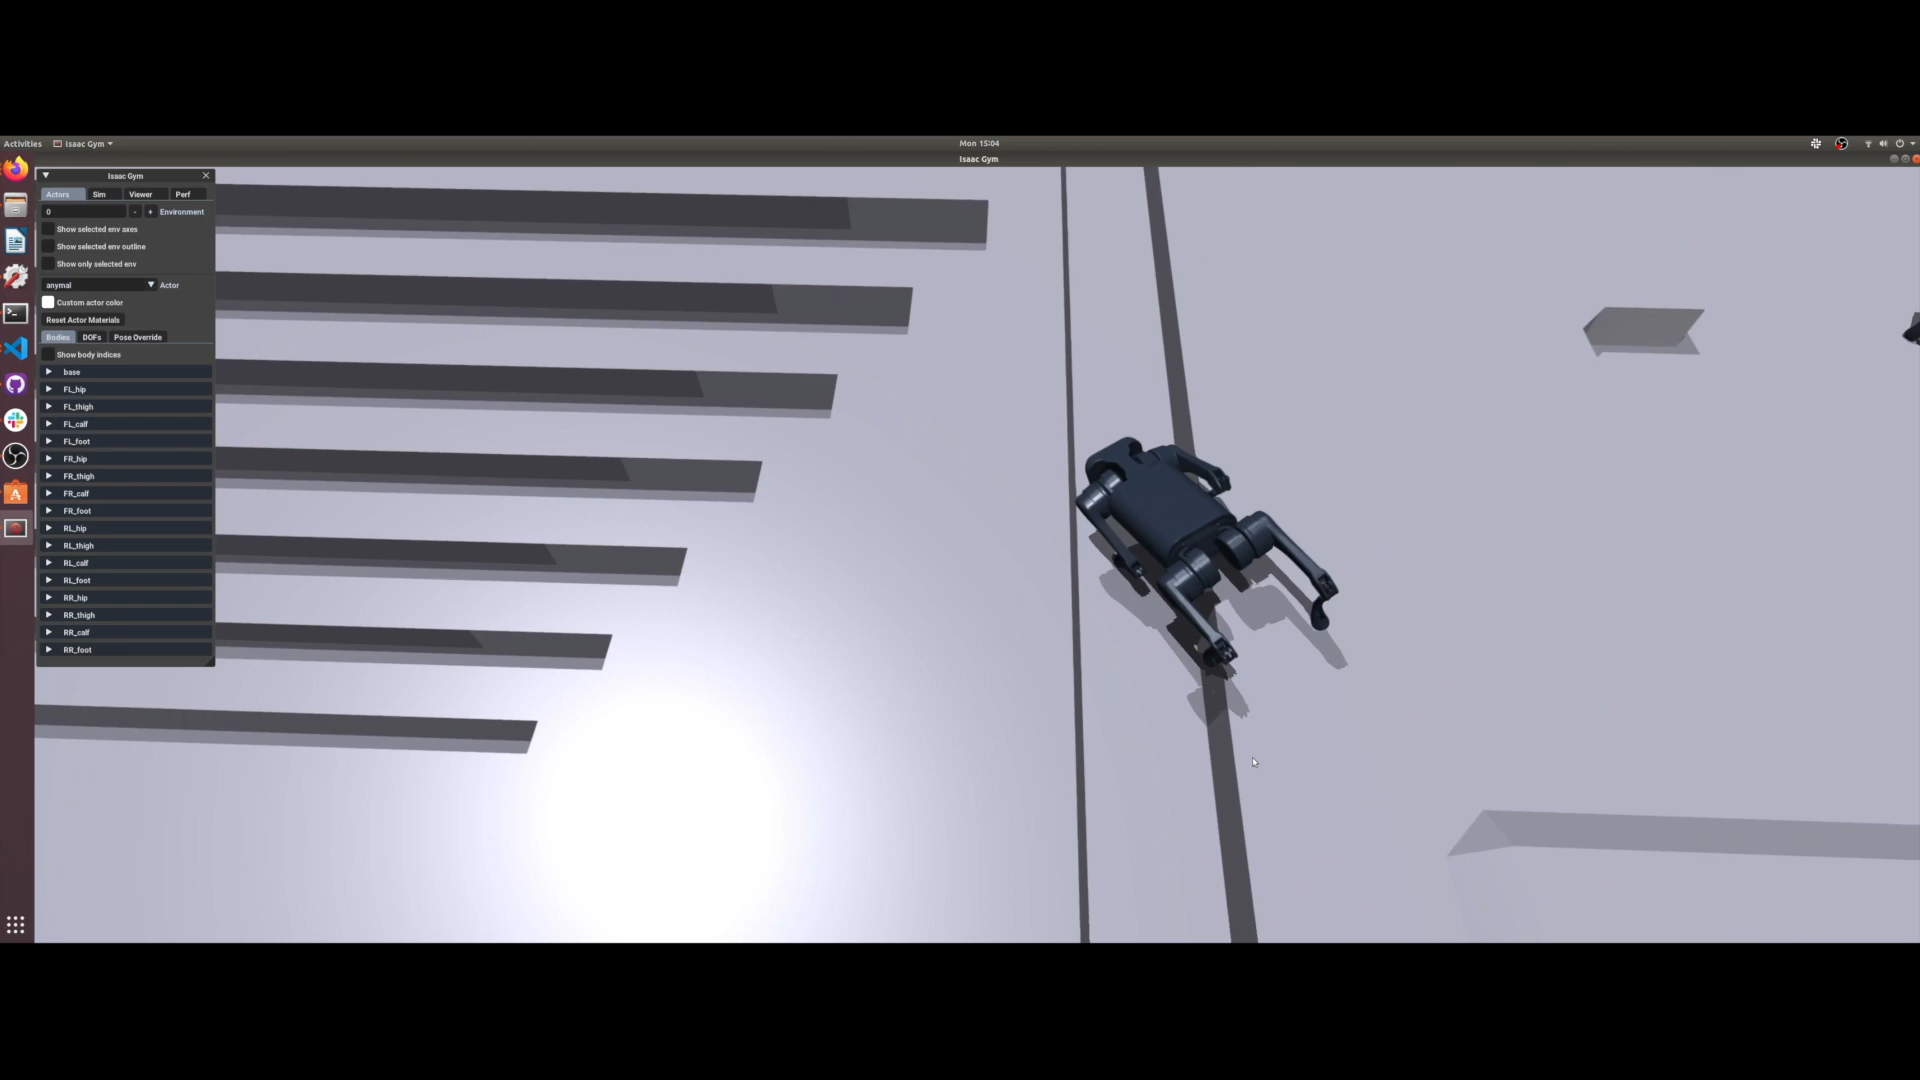 Activities Isaac Gym Mon 15:04
Isaac Gym
Isaac Gym
Actors Sim Viewer Perf
0 - + Environment
Show selected env axes
Show selected env outline
Show only selected env
anymal Actor
Custom actor color
Reset Actor Materials
Bodies DOFs Pose Override
Show body indices
base
FL_hip
FL_thigh
FL_calf
FL_foot
FR_hip
FR_thigh
FR_calf
FR_foot
RL_hip
RL_thigh
RL_calf
RL_foot
RR_hip
RR_thigh
RR_calf
RR_foot